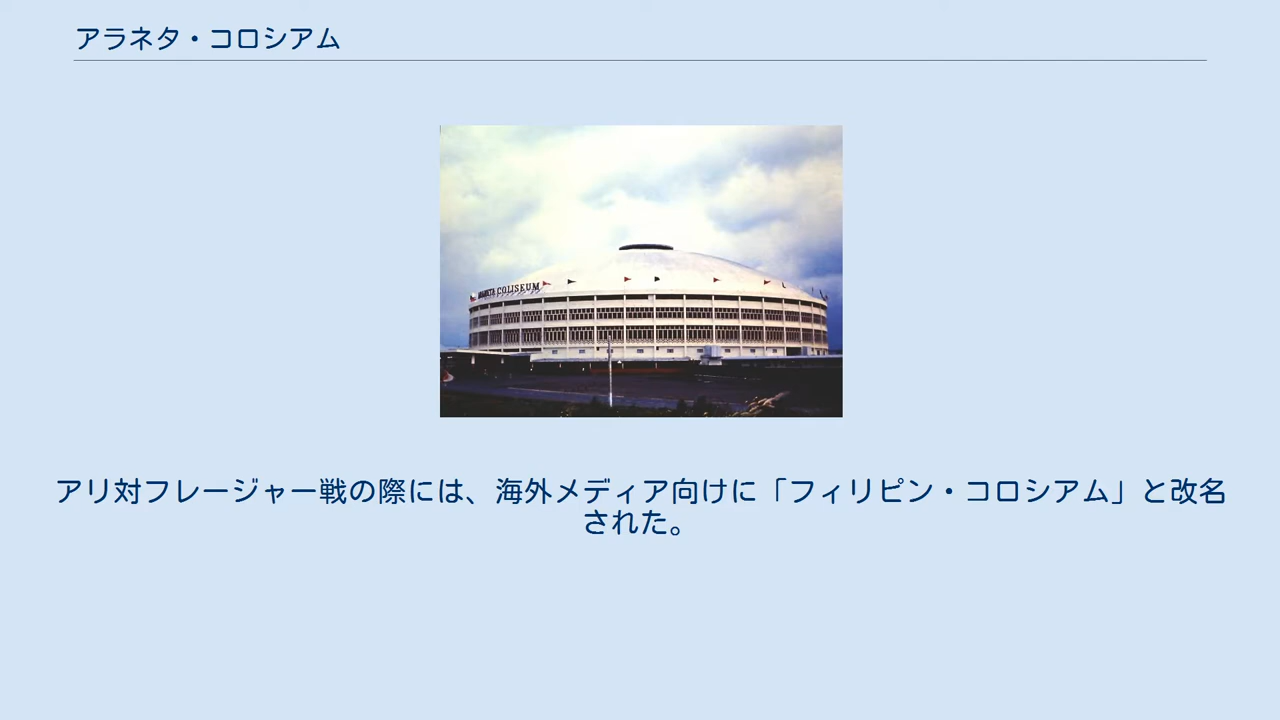 アラネタ・コロシアム
COLISEUM
アリ対フレージャー戦の際には、海外メディア向けに「フィリピン・コロシアム」と改名
された。